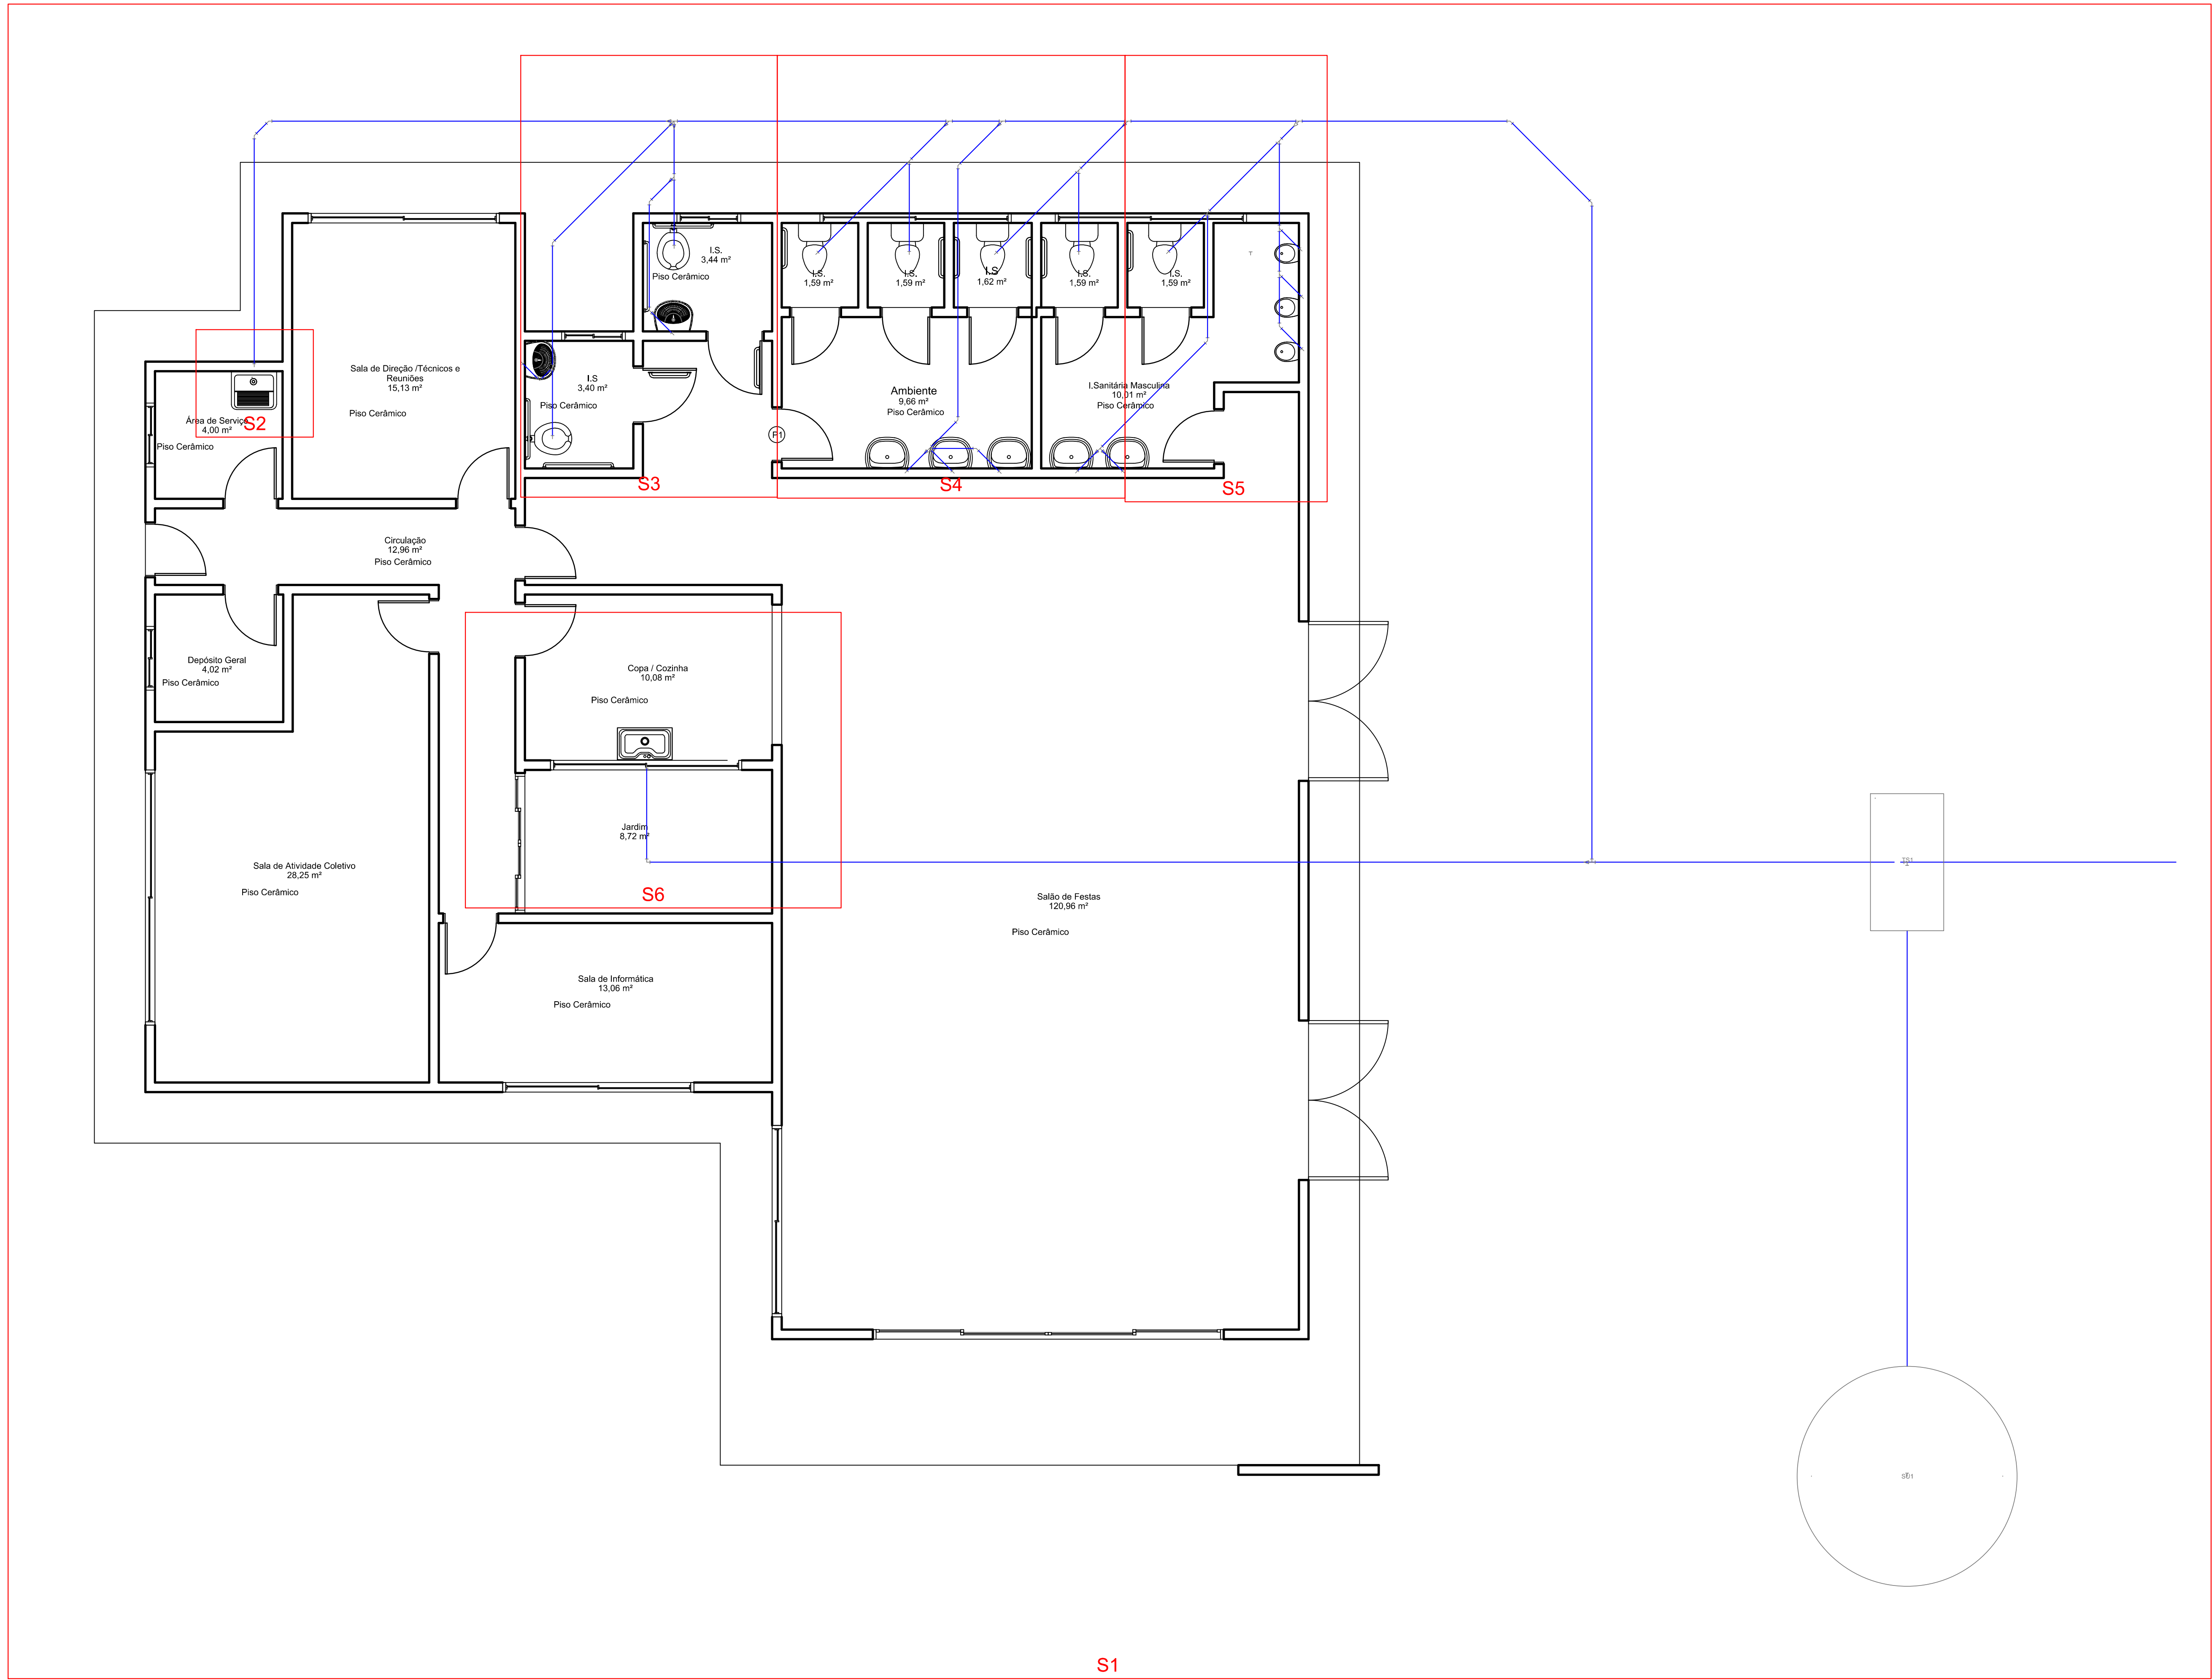 I.S.
3,44 m²
Piso Cerâmico
I.S.
1,59 m²
I.S.
1,59 m²
I.S
1,62 m²
I.S.
1,59 m²
I.S.
1,59 m²
T
Sala de Direção /Técnicos e
Reuniões
15,13 m²
Piso Cerâmico
I.S
3,40 m²
Piso Cerâmico
Ambiente
9,66 m²
Piso Cerâmico
I.Sanitária Masculina
10,01 m²
Piso Cerâmico
Área de Serviço
4,00 m²
Piso Cerâmico
S2
P1
S3
S4
S5
Circulação
12,96 m²
Piso Cerâmico
Depósito Geral
4,02 m²
Piso Cerâmico
Copa / Cozinha
10,08 m²
Piso Cerâmico
Jardim
8,72 m²
S6
Sala de Atividade Coletivo
28,25 m²
Piso Cerâmico
Salão de Festas
120,96 m²
Piso Cerâmico
TS1
Sala de Informática
13,06 m²
Piso Cerâmico
SU1
S1